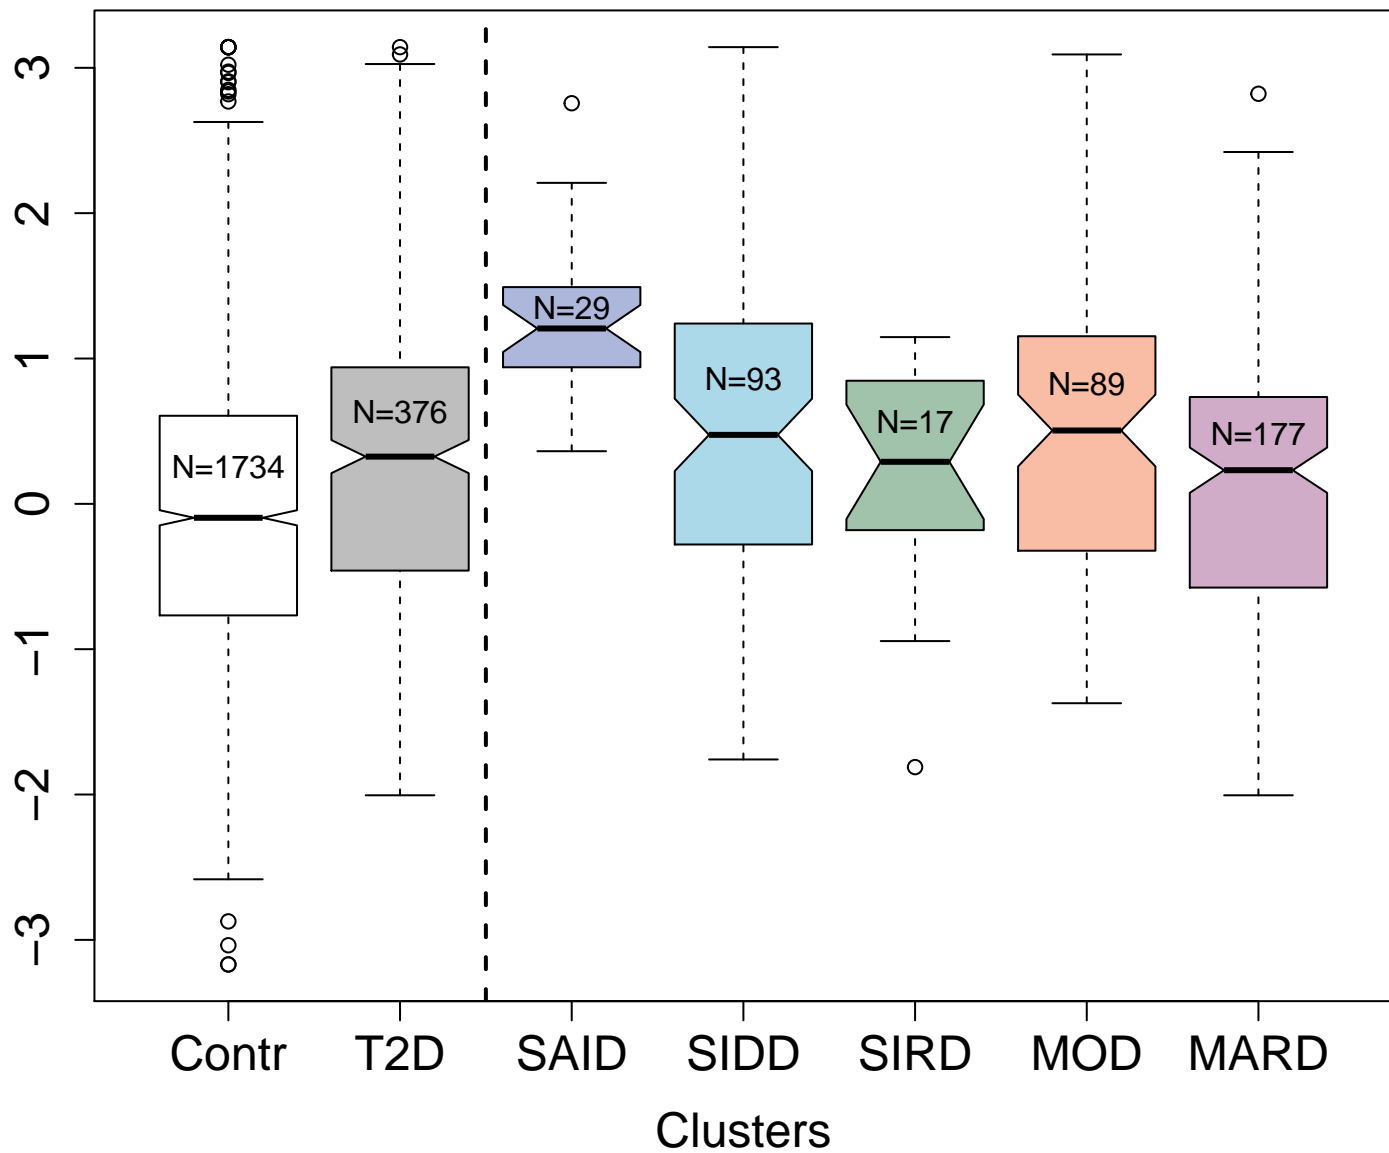 3
2
1
0
−1
−2
−3
N=1734
N=376
N=29
N=93
N=17
N=89
N=177
Contr T2D SAID SIDD SIRD MOD MARD
Clusters